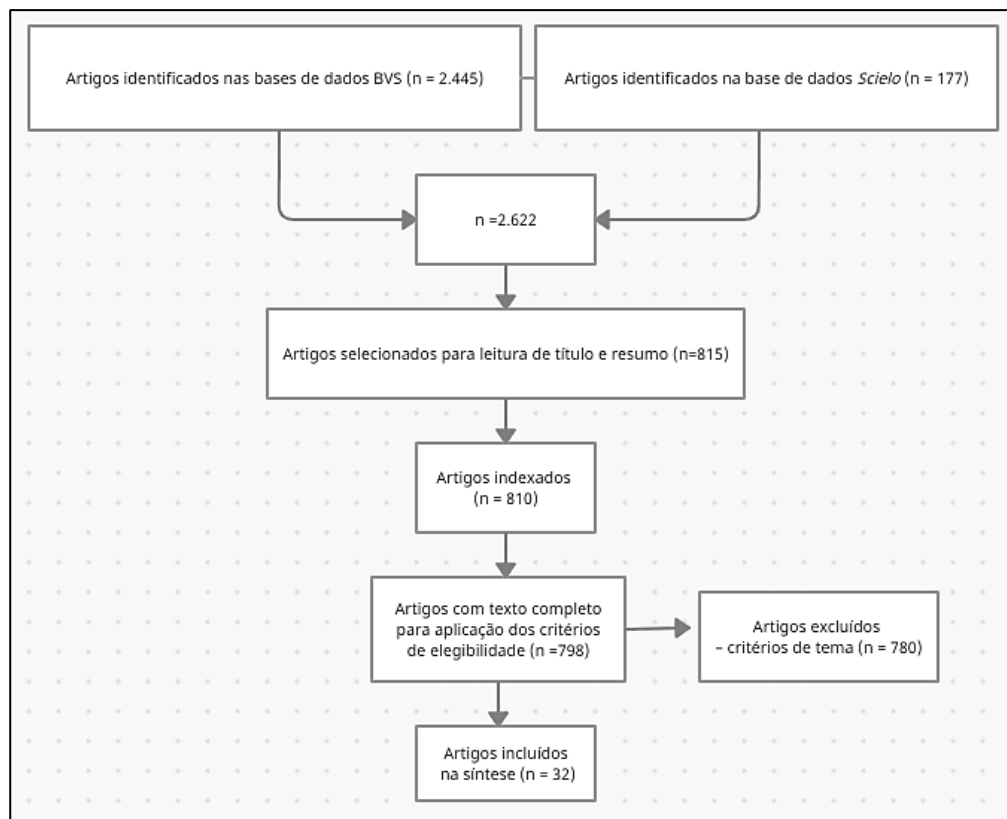 Artigos identificados nas bases de dados BVS (n = 2.445)
Artigos identificados na base de dados Scielo (n = 177)
n =2.622
Artigos selecionados para leitura de título e resumo (n=815)
Artigos indexados
(n = 810)
Artigos com texto completo
para aplicação dos critérios
de elegibilidade (n =798)
Artigos excluídos
– critérios de tema (n = 780)
Artigos incluídos
na síntese (n = 32)